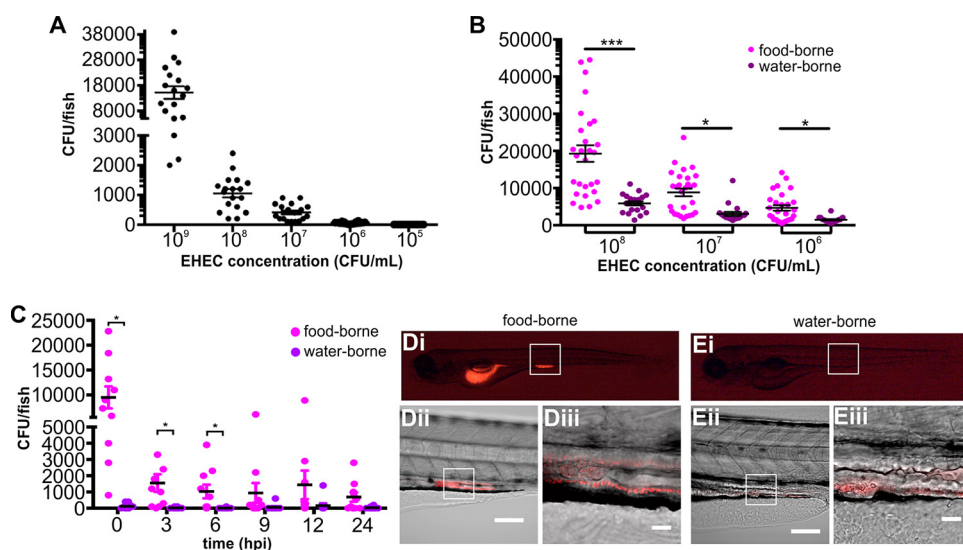 A
CFU/fish
38000
28000
18000
8000
3000
2000
1000
0
10⁹ 10⁸ 10⁷ 10⁶ 10⁵
EHEC concentration (CFU/mL)
B
CFU/fish
50000
40000
30000
20000
10000
0
*** * *
food-borne
water-borne
10⁸ 10⁷ 10⁶
EHEC concentration (CFU/mL)
C
CFU/fish
25000
20000
15000
10000
5000
4000
3000
2000
1000
0
* * *
food-borne
water-borne
0 3 6 9 12 24
time (hpi)
food-borne
Di
Dii
Diii
water-borne
Ei
Eii
Eiii